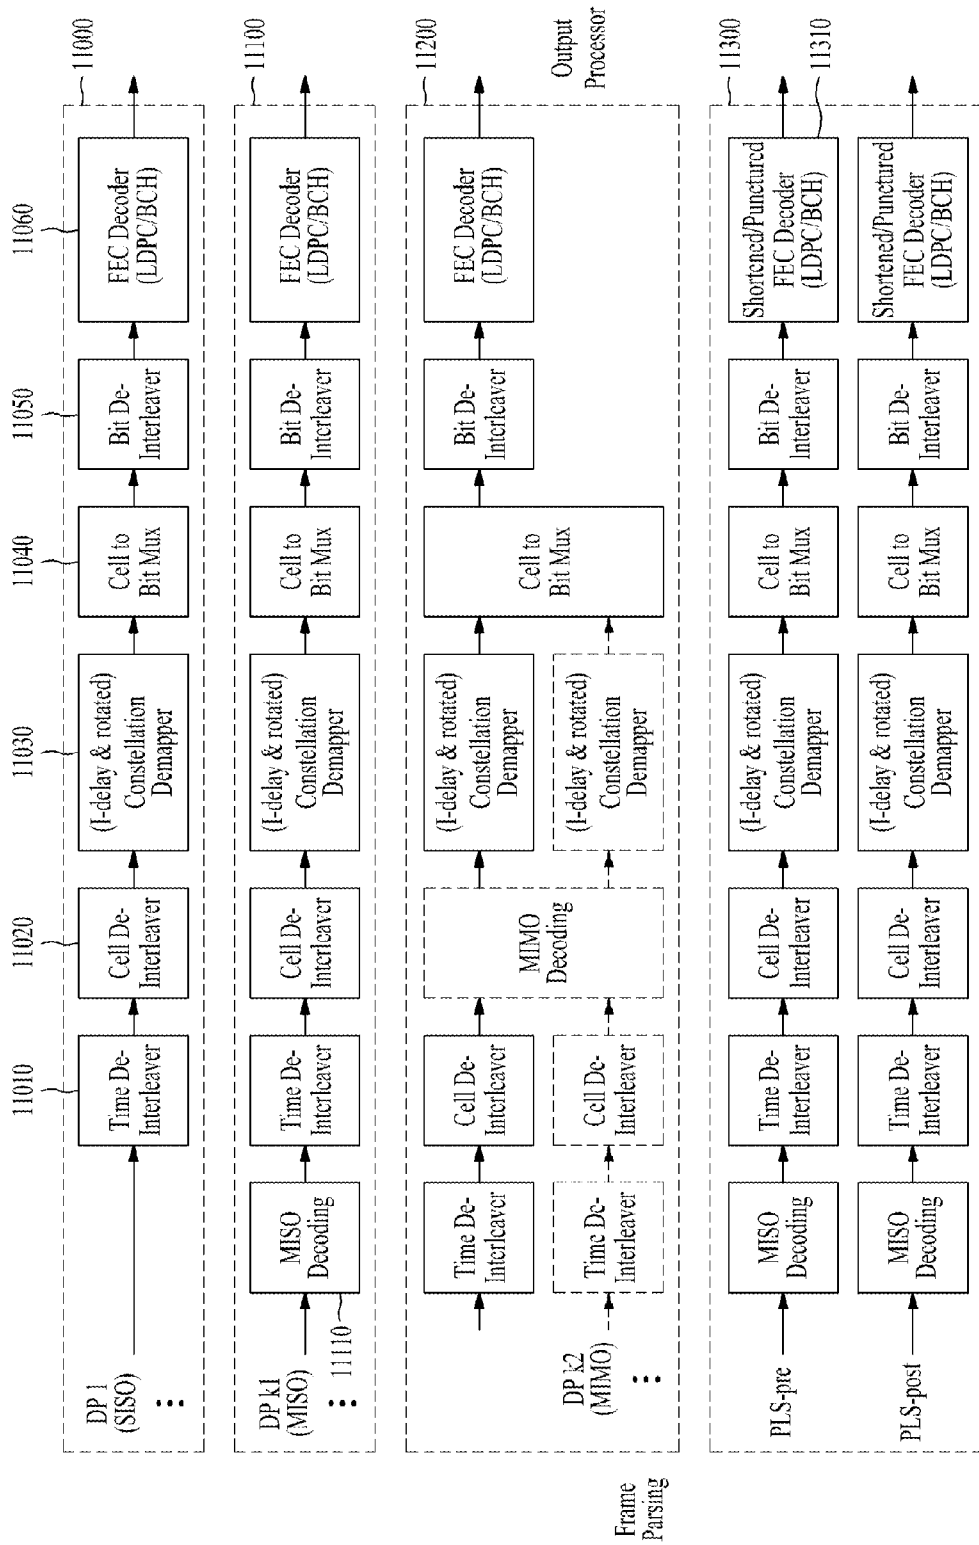 11010
11020
11030
11040
11050
11060
11000
DP 1
(SISO)
Time De-
Interleaver
Cell De-
Interleaver
(I-delay & rotated)
Constellation
Demapper
Cell to
Bit Mux
Bit De-
Interleaver
FEC Decoder
(LDPC/BCH)
11100
DP k1
(MISO)
11110
MISO
Decoding
Time De-
Interleaver
Cell De-
Interleaver
(I-delay & rotated)
Constellation
Demapper
Cell to
Bit Mux
Bit De-
Interleaver
FEC Decoder
(LDPC/BCH)
11200
Time De-
Interleaver
Cell De-
Interleaver
MIMO
Decoding
(I-delay & rotated)
Constellation
Demapper
Cell to
Bit Mux
Bit De-
Interleaver
FEC Decoder
(LDPC/BCH)
DP k2
(MIMO)
Time De-
Interleaver
Cell De-
Interleaver
(I-delay & rotated)
Constellation
Demapper
Frame
Parsing
Output
Processor
11300
PLS-pre
MISO
Decoding
Time De-
Interleaver
Cell De-
Interleaver
(I-delay & rotated)
Constellation
Demapper
Cell to
Bit Mux
Bit De-
Interleaver
Shortened/Punctured
FEC Decoder
(LDPC/BCH)
11310
PLS-post
MISO
Decoding
Time De-
Interleaver
Cell De-
Interleaver
(I-delay & rotated)
Constellation
Demapper
Cell to
Bit Mux
Bit De-
Interleaver
Shortened/Punctured
FEC Decoder
(LDPC/BCH)